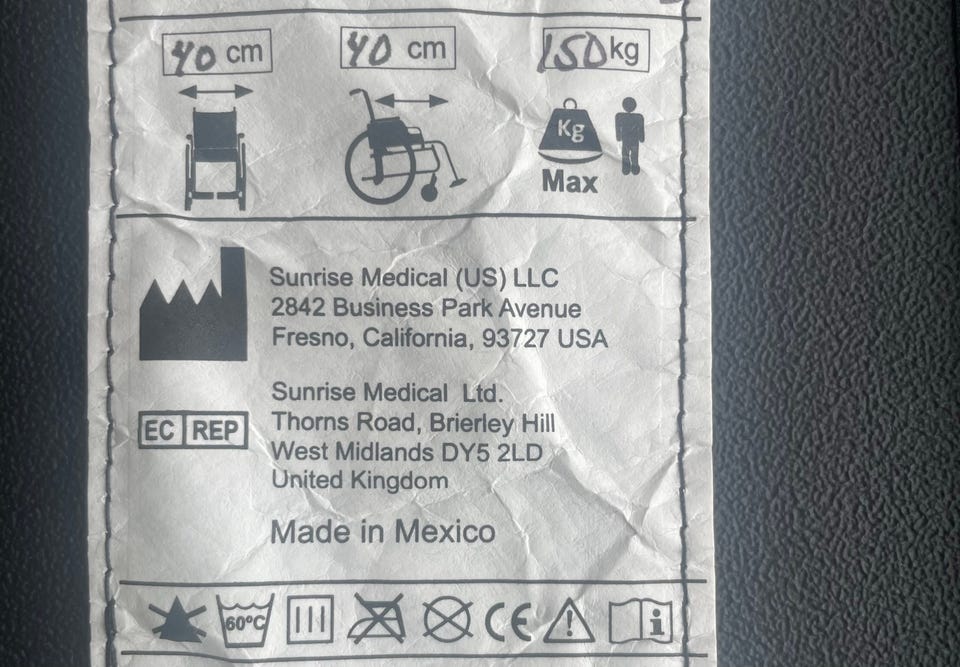 40 cm 40 cm 150 kg
Kg
Max
Sunrise Medical (US) LLC
2842 Business Park Avenue
Fresno, California, 93727 USA
Sunrise Medical Ltd.
EC REP
Thorns Road, Brierley Hill
West Midlands DY5 2LD
United Kingdom
Made in Mexico
60°C CE i